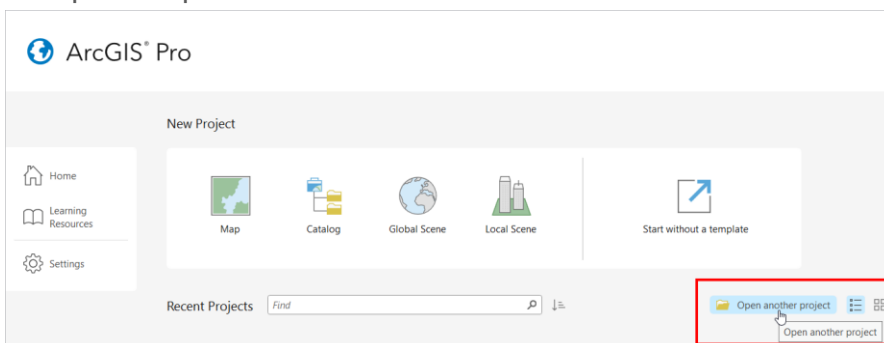 ArcGIS® Pro
New Project
Home
Learning
Resources
Settings
Map
Catalog
Global Scene
Local Scene
Start without a template
Recent Projects
Find
Open another project
Open another project